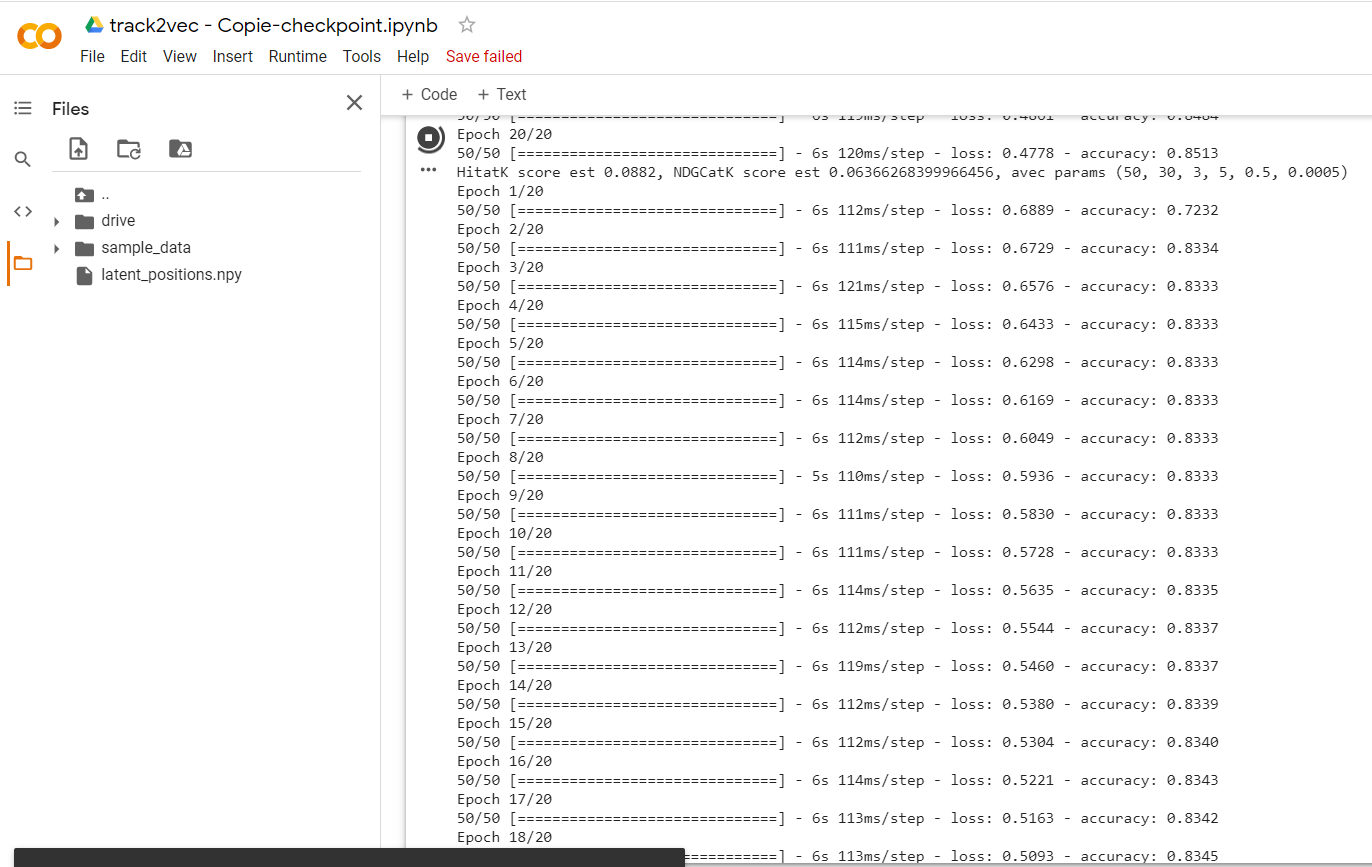 track2vec - Copie-checkpoint.ipynb
File Edit View Insert Runtime Tools Help Save failed
Files
+ Code + Text
..
drive
sample_data
latent_positions.npy
50/50 [==============================] - 6s 119ms/step - loss: 0.4861 - accuracy: 0.8484
Epoch 20/20
50/50 [==============================] - 6s 120ms/step - loss: 0.4778 - accuracy: 0.8513
HitatK score est 0.0882, NDGCatK score est 0.06366268399966456, avec params (50, 30, 3, 5, 0.5, 0.0005)
Epoch 1/20
50/50 [==============================] - 6s 112ms/step - loss: 0.6889 - accuracy: 0.7232
Epoch 2/20
50/50 [==============================] - 6s 111ms/step - loss: 0.6729 - accuracy: 0.8334
Epoch 3/20
50/50 [==============================] - 6s 121ms/step - loss: 0.6576 - accuracy: 0.8333
Epoch 4/20
50/50 [==============================] - 6s 115ms/step - loss: 0.6433 - accuracy: 0.8333
Epoch 5/20
50/50 [==============================] - 6s 114ms/step - loss: 0.6298 - accuracy: 0.8333
Epoch 6/20
50/50 [==============================] - 6s 114ms/step - loss: 0.6169 - accuracy: 0.8333
Epoch 7/20
50/50 [==============================] - 6s 112ms/step - loss: 0.6049 - accuracy: 0.8333
Epoch 8/20
50/50 [==============================] - 5s 110ms/step - loss: 0.5936 - accuracy: 0.8333
Epoch 9/20
50/50 [==============================] - 6s 111ms/step - loss: 0.5830 - accuracy: 0.8333
Epoch 10/20
50/50 [==============================] - 6s 111ms/step - loss: 0.5728 - accuracy: 0.8333
Epoch 11/20
50/50 [==============================] - 6s 114ms/step - loss: 0.5635 - accuracy: 0.8335
Epoch 12/20
50/50 [==============================] - 6s 112ms/step - loss: 0.5544 - accuracy: 0.8337
Epoch 13/20
50/50 [==============================] - 6s 119ms/step - loss: 0.5460 - accuracy: 0.8337
Epoch 14/20
50/50 [==============================] - 6s 112ms/step - loss: 0.5380 - accuracy: 0.8339
Epoch 15/20
50/50 [==============================] - 6s 112ms/step - loss: 0.5304 - accuracy: 0.8340
Epoch 16/20
50/50 [==============================] - 6s 114ms/step - loss: 0.5221 - accuracy: 0.8343
Epoch 17/20
50/50 [==============================] - 6s 113ms/step - loss: 0.5163 - accuracy: 0.8342
Epoch 18/20
===========] - 6s 113ms/step - loss: 0.5093 - accuracy: 0.8345